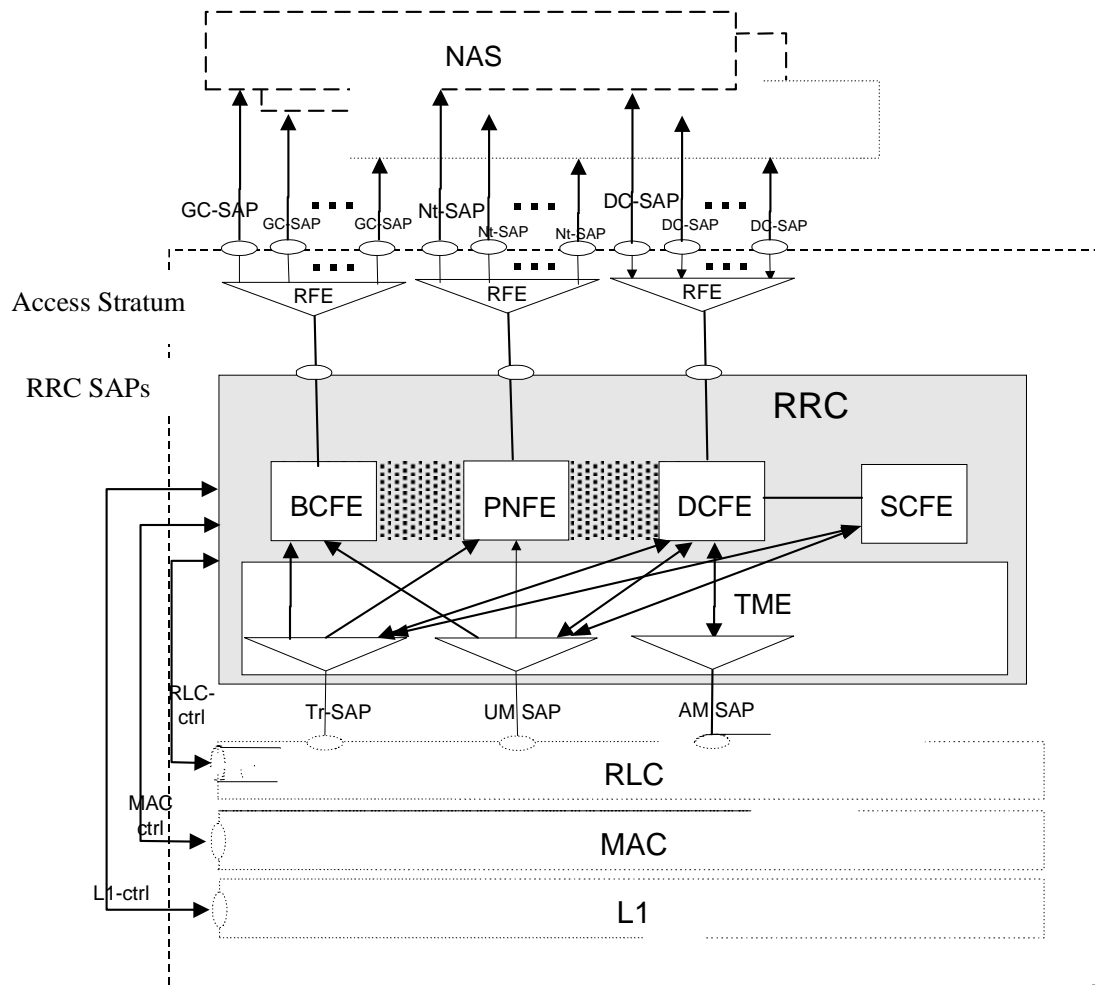 NAS
GC-SAP
GC-SAP
GC-SAP
Nt-SAP
Nt-SAP
Nt-SAP
DC-SAP
DC-SAP
DC-SAP
RFE
RFE
RFE
Access Stratum
RRC SAPs
RRC
BCFE
PNFE
DCFE
SCFE
TME
RLC-
ctrl
Tr-SAP
UM SAP
AM SAP
RLC
MAC
ctrl
MAC
L1-ctrl
L1